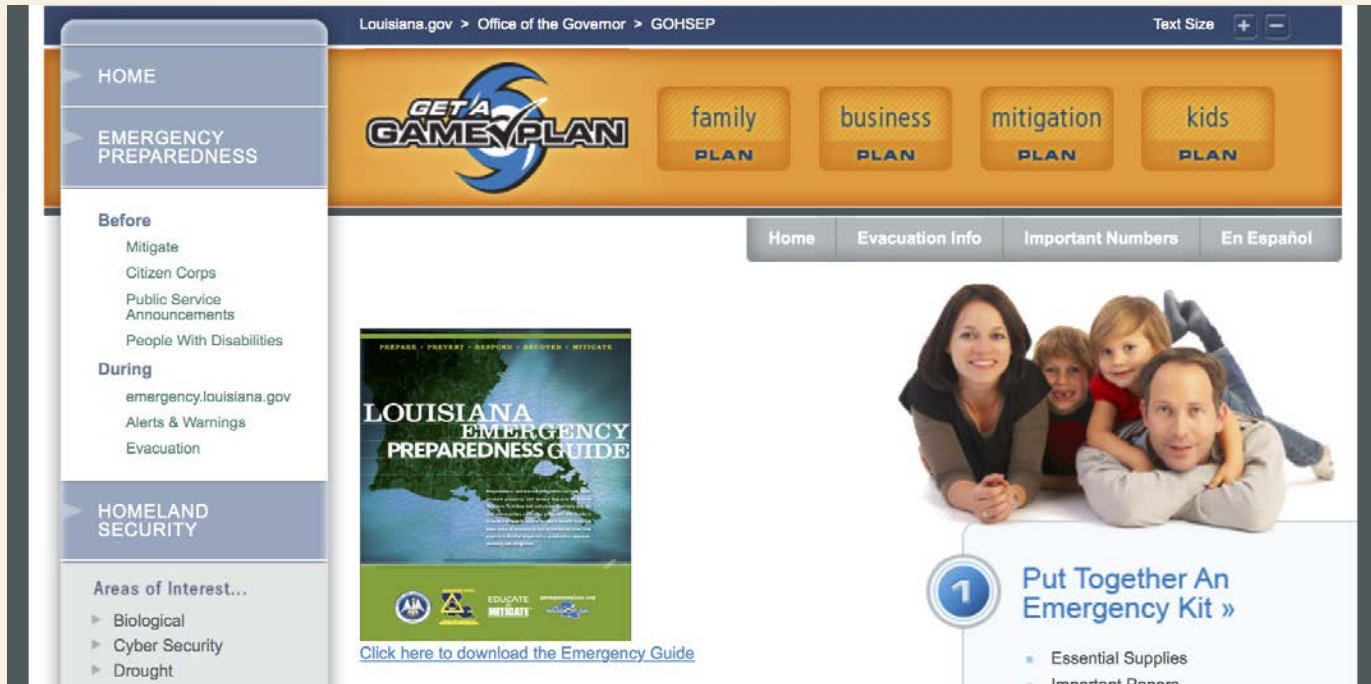 Louisiana.gov > Office of the Governor > GOHSEP
Text Size + −
HOME
EMERGENCY
PREPAREDNESS
Before
Mitigate
Citizen Corps
Public Service
Announcements
People With Disabilities
During
emergency.louisiana.gov
Alerts & Warnings
Evacuation
HOMELAND
SECURITY
Areas of Interest...
Biological
Cyber Security
Drought
GET A
GAME PLAN
family
PLAN
business
PLAN
mitigation
PLAN
kids
PLAN
Home
Evacuation Info
Important Numbers
En Español
PREPARE • PREVENT • RESPOND • RECOVER • MITIGATE
LOUISIANA
EMERGENCY
PREPAREDNESS GUIDE
EDUCATE
MITIGATE
getagameplan.org
Click here to download the Emergency Guide
1
Put Together An
Emergency Kit »
Essential Supplies
Important Papers